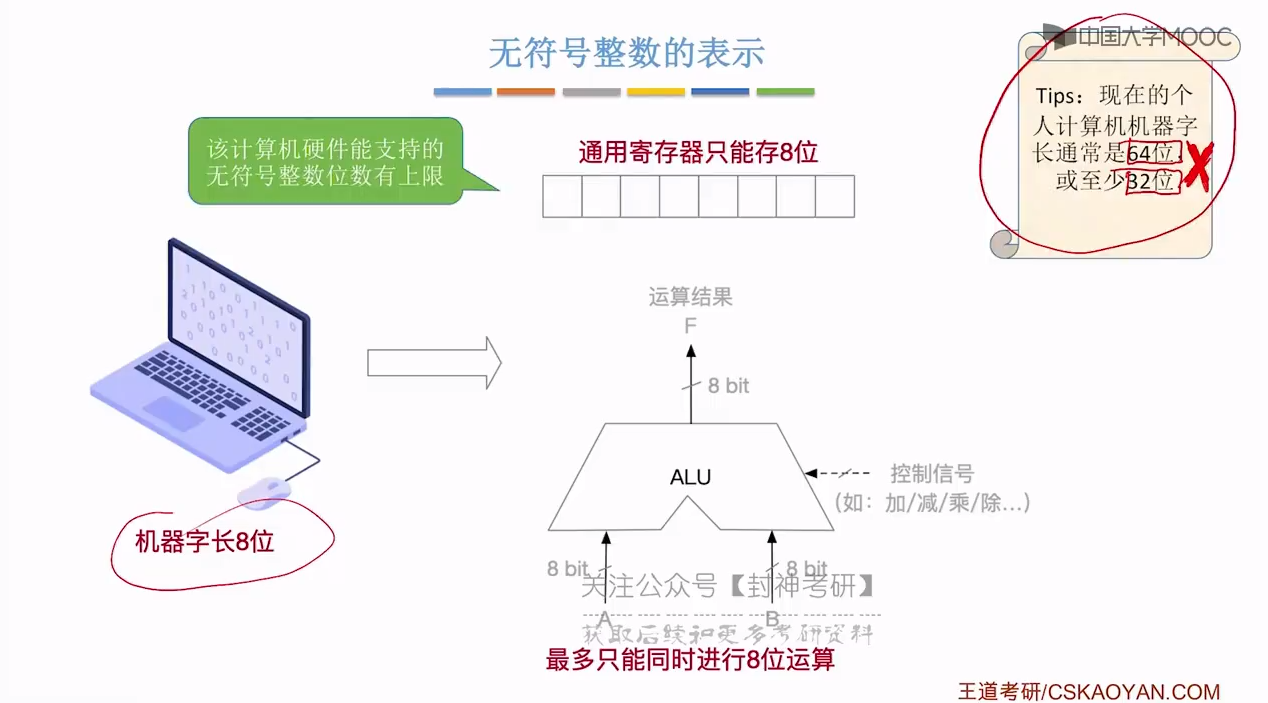 中国大学MOOC
无符号整数的表示
Tips：现在的个
人计算机机器字
长通常是64位，
或至少32位
该计算机硬件能支持的
无符号整数位数有上限
通用寄存器只能存8位
运算结果
F
8 bit
ALU
控制信号
(如：加/减/乘/除...)
机器字长8位
8 bit
8 bit
关注公众号【封神考研】
A
B
获取后续和更多考研资料
最多只能同时进行8位运算
王道考研/CSKAOYAN.COM